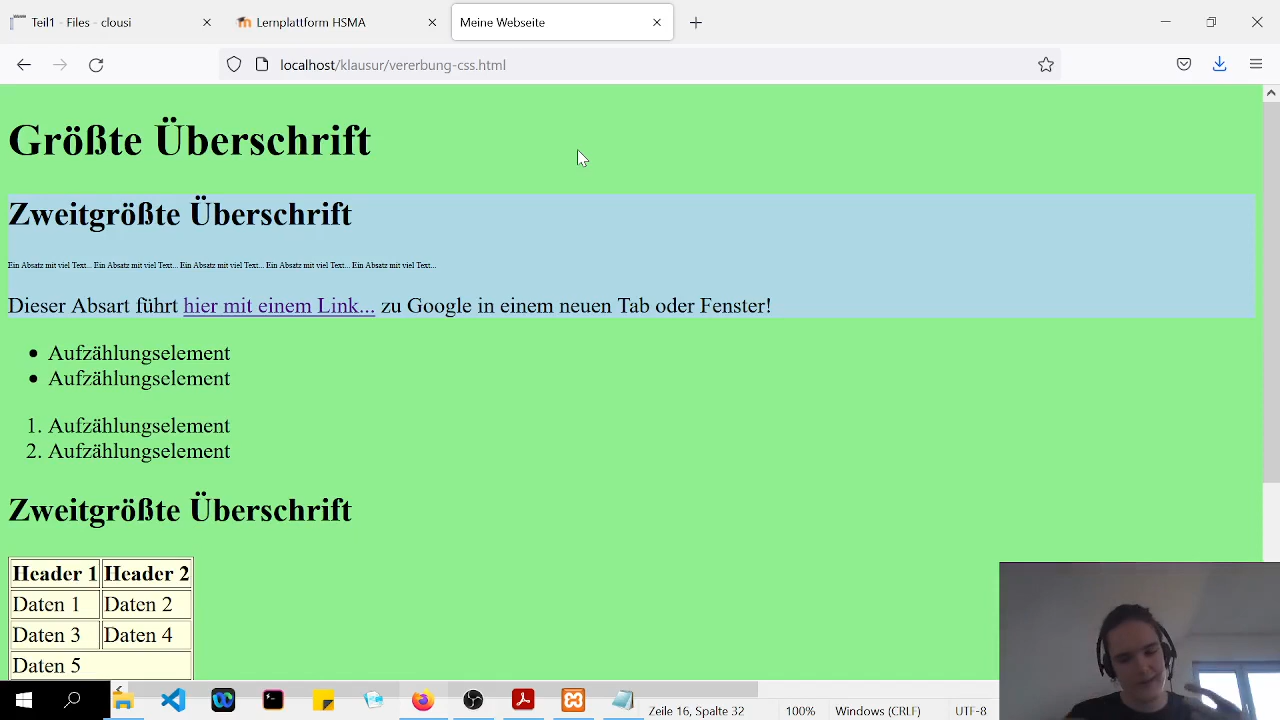 Teil1 - Files - clousi
Lernplattform HSMA
Meine Webseite
localhost/klausur/vererbung-css.html
Größte Überschrift
Zweitgrößte Überschrift
Ein Absatz mit viel Text... Ein Absatz mit viel Text... Ein Absatz mit viel Text... Ein Absatz mit viel Text... Ein Absatz mit viel Text...
Dieser Absart führt hier mit einem Link... zu Google in einem neuen Tab oder Fenster!
• Aufzählungselement
• Aufzählungselement
1. Aufzählungselement
2. Aufzählungselement
Zweitgrößte Überschrift
Header 1 Header 2
Daten 1 Daten 2
Daten 3 Daten 4
Daten 5
Zeile 16, Spalte 32 100% Windows (CRLF) UTF-8